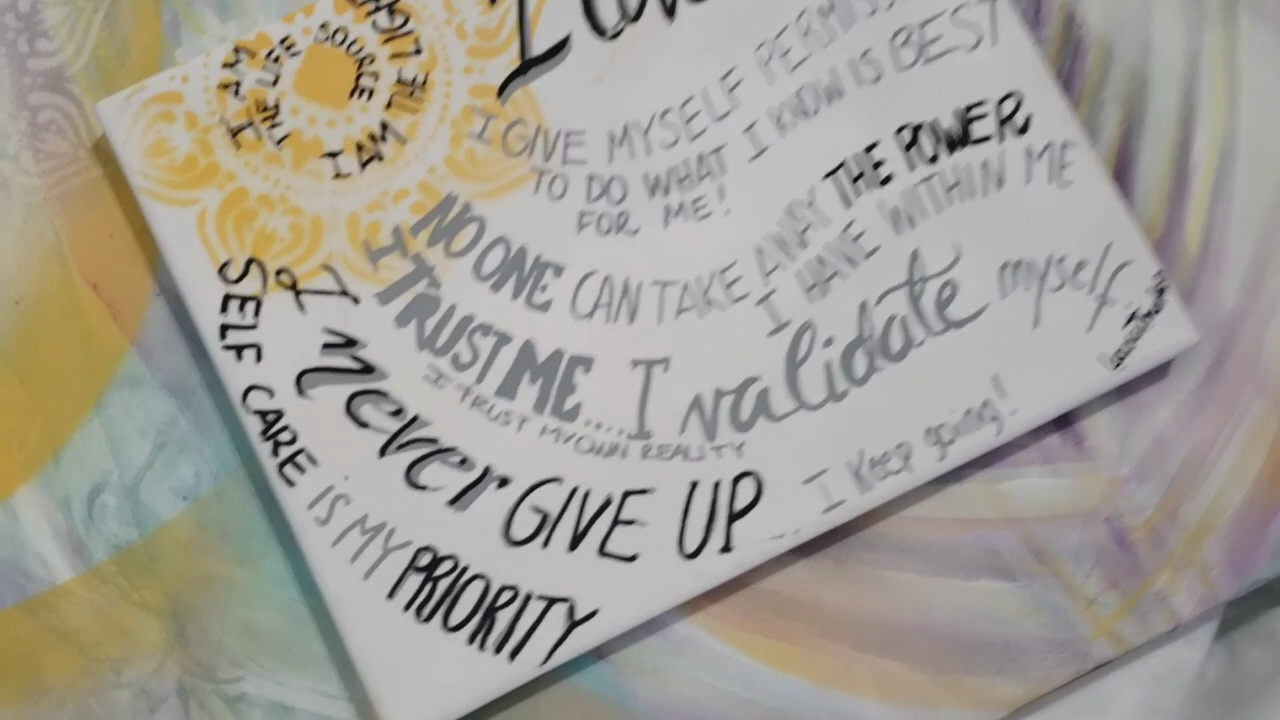 I AM
THE LIFE
SOURCE
I AM THE LIGHT
I GIVE MYSELF PERMISSION
TO DO WHAT I KNOW IS BEST
FOR ME!
NO ONE CAN TAKE AWAY THE POWER
I HAVE WITHIN ME
I TRUST ME.... I validate myself.
I TRUST MY OWN REALITY
I never GIVE UP... I keep going!
SELF CARE is MY PRIORITY